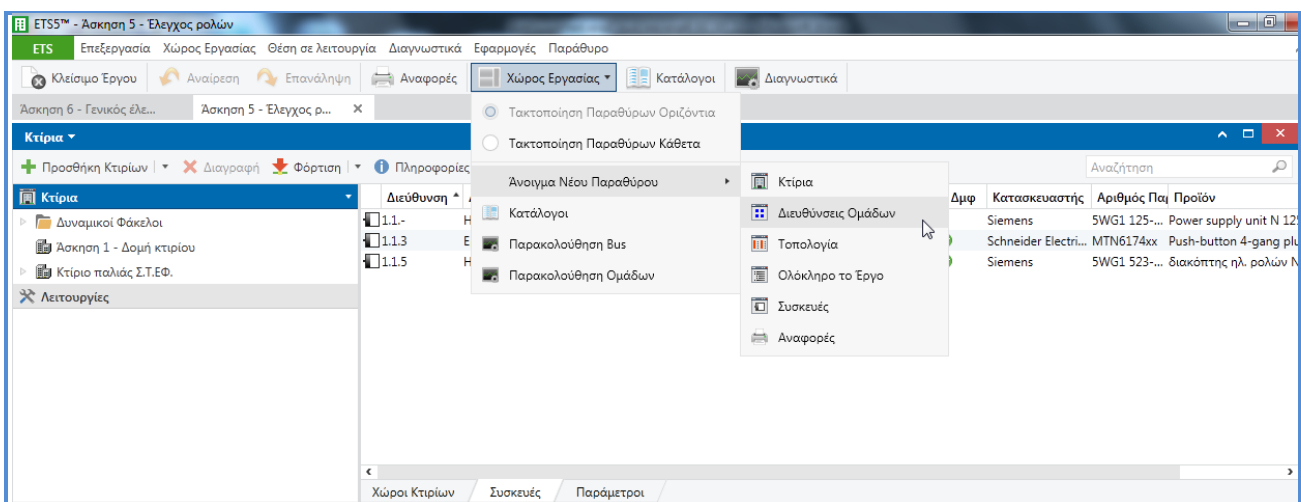 ETS5™ - Άσκηση 5 - Έλεγχος ρολών
ETS Επεξεργασία Χώρος Εργασίας Θέση σε λειτουργία Διαγνωστικά Εφαρμογές Παράθυρο
Κλείσιμο Έργου Αναίρεση Επανάληψη Αναφορές Χώρος Εργασίας Κατάλογοι Διαγνωστικά
Άσκηση 6 - Γενικός έλε... Άσκηση 5 - Έλεγχος ρ...
Τακτοποίηση Παραθύρων Οριζόντια
Τακτοποίηση Παραθύρων Κάθετα
Άνοιγμα Νέου Παραθύρου
Κατάλογοι
Παρακολούθηση Bus
Παρακολούθηση Ομάδων
Κτίρια
Διευθύνσεις Ομάδων
Τοπολογία
Ολόκληρο το Έργο
Συσκευές
Αναφορές
Κτίρια
Προσθήκη Κτιρίων Διαγραφή Φόρτιση Πληροφορίες Αναζήτηση
Κτίρια
Δυναμικοί Φάκελοι
Άσκηση 1 - Δομή κτιρίου
Κτίριο παλιάς Σ.Τ.ΕΦ.
Λειτουργίες
Διεύθυνση Δμφ Κατασκευαστής Αριθμός Πα Προϊόν
1.1.- Siemens 5WG1 125-... Power supply unit N 125
1.1.3 Schneider Electri... MTN6174xx Push-button 4-gang plu
1.1.5 Siemens 5WG1 523-... διακόπτης ηλ. ρολών N
Χώροι Κτιρίων Συσκευές Παράμετροι